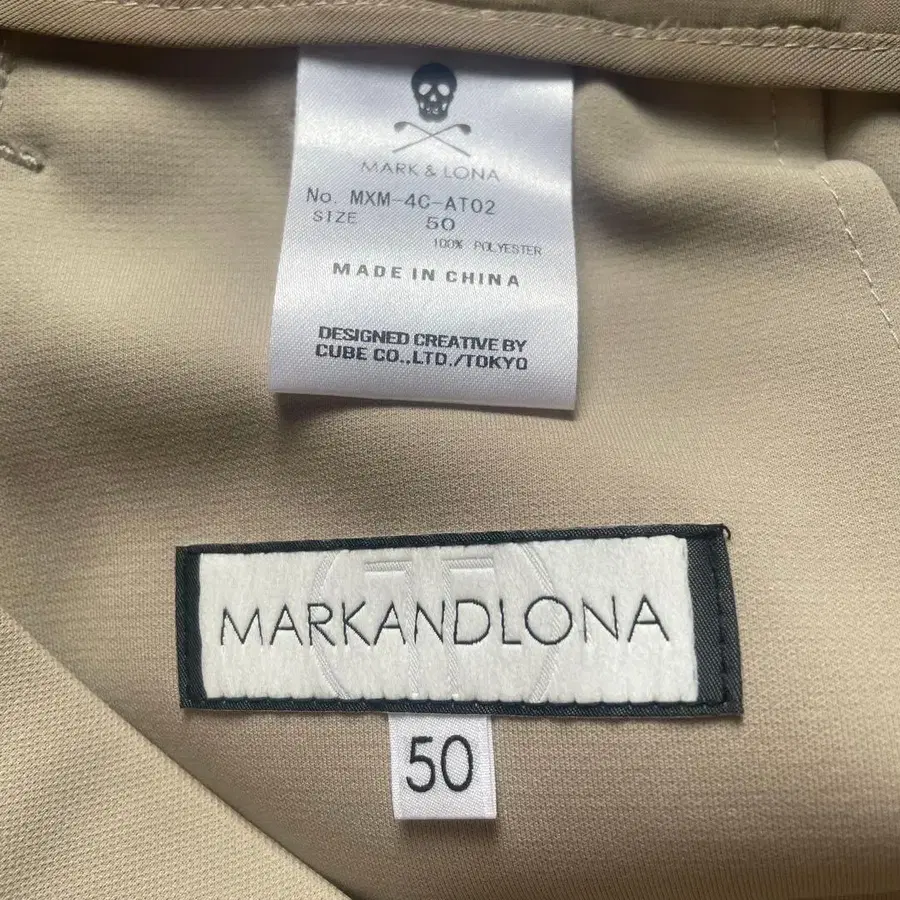 MARK & LONA
No. MXM-4C-AT02
SIZE 50
100% POLYESTER
MADE IN CHINA
DESIGNED CREATIVE BY
CUBE CO.,LTD./TOKYO
MARKANDLONA
50